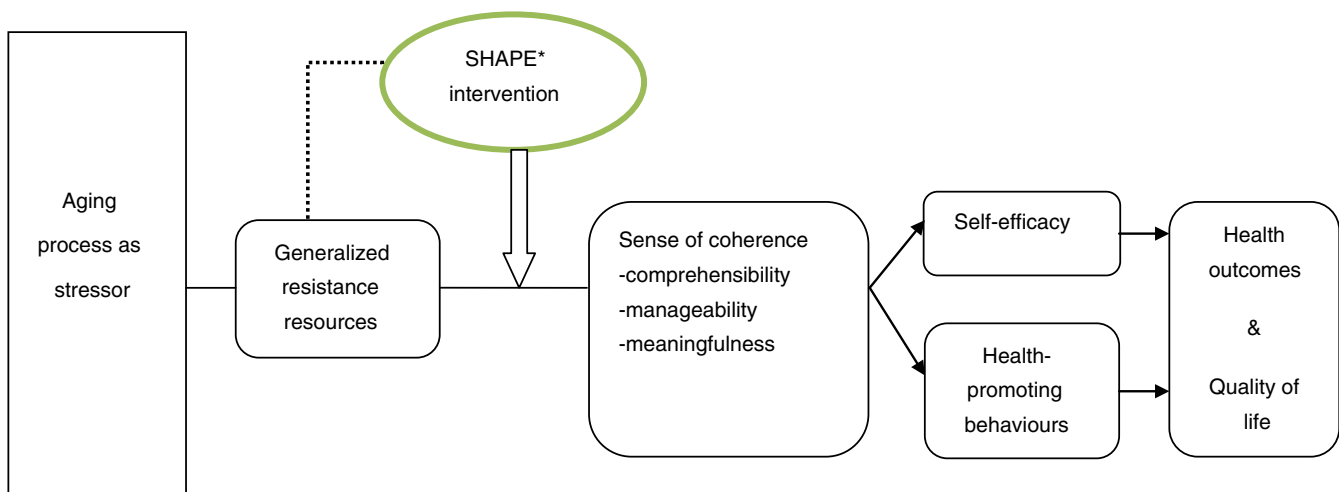 SHAPE*
intervention
Aging
process as
stressor
Generalized
resistance
resources
Sense of coherence
-comprehensibility
-manageability
-meaningfulness
Self-efficacy
Health-
promoting
behaviours
Health
outcomes
&
Quality of
life